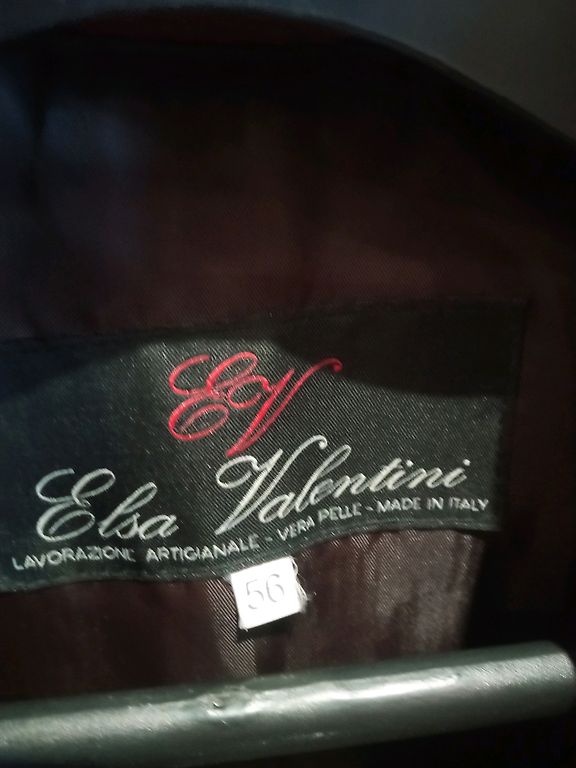 EV
Elsa Valentini
LAVORAZIONE ARTIGIANALE - VERA PELLE - MADE IN ITALY
56